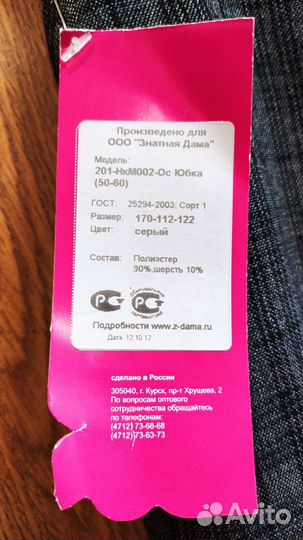 Произведено для
ООО "Знатная Дама"
Модель:
201-НкМ002-Ос Юбка
(50-60)
ГОСТ: 25294-2003; Сорт 1
Размер: 170-112-122
Цвет: серый
Состав: Полиэстер
90%,шерсть 10%
Подробности www.z-dama.ru
Дата: 12.10.12
сделано в России
305040, г. Курск, пр-т Хрущева, 2
По вопросам оптового
сотрудничества обращайтесь
по телефонам:
(4712) 73-68-68
(4712) 73-63-73
Avito